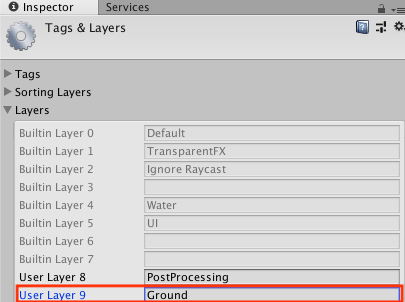 Inspector Services
Tags & Layers
Tags
Sorting Layers
Layers
Builtin Layer 0 Default
Builtin Layer 1 TransparentFX
Builtin Layer 2 Ignore Raycast
Builtin Layer 3
Builtin Layer 4 Water
Builtin Layer 5 UI
Builtin Layer 6
Builtin Layer 7
User Layer 8 PostProcessing
User Layer 9 Ground